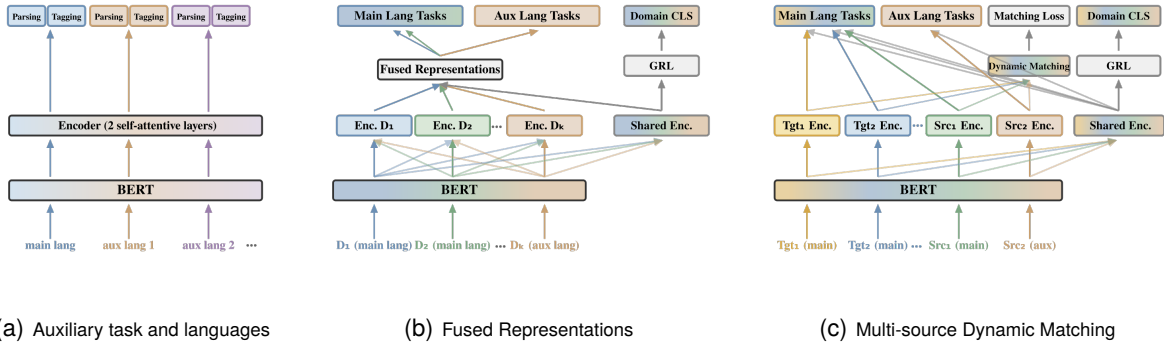 Parsing Tagging Parsing Tagging Parsing Tagging
Encoder (2 self-attentive layers)
BERT
main lang aux lang 1 aux lang 2 ...
(a) Auxiliary task and languages
Main Lang Tasks Aux Lang Tasks Domain CLS
Fused Representations GRL
Enc. D₁ Enc. D₂ ... Enc. Dₖ Shared Enc.
BERT
D₁ (main lang) D₂ (main lang) ... Dₖ (aux lang)
(b) Fused Representations
Main Lang Tasks Aux Lang Tasks Matching Loss Domain CLS
Dynamic Matching GRL
Tgt₁ Enc. Tgt₂ Enc. ... Src₁ Enc. Src₂ Enc. Shared Enc.
BERT
Tgt₁ (main) Tgt₂ (main) ... Src₁ (main) Src₂ (aux)
(c) Multi-source Dynamic Matching